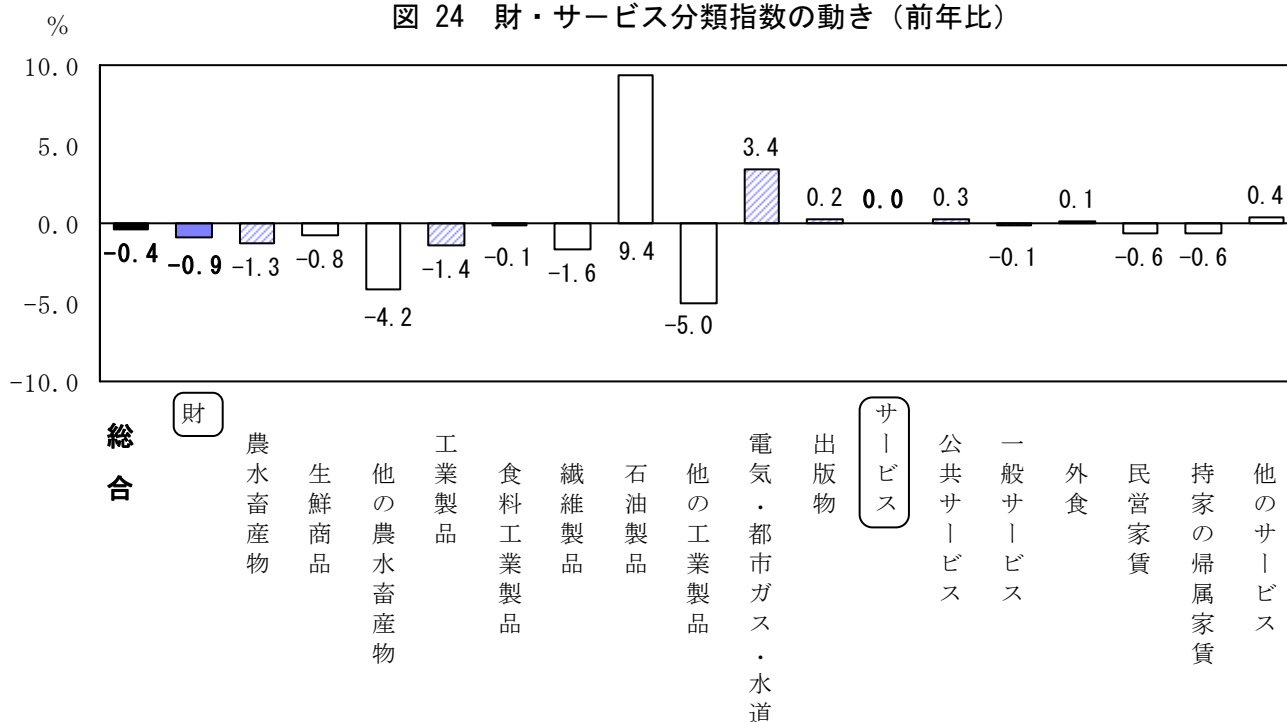 図 24 財・サービス分類指数の動き（前年比）
%
10.0
5.0
0.0
-5.0
-10.0
-0.4
-0.9
-1.3
-0.8
-4.2
-1.4
-0.1
-1.6
9.4
-5.0
3.4
0.2
0.0
0.3
-0.1
0.1
-0.6
-0.6
0.4
総合
財
農水畜産物
生鮮商品
他の農水畜産物
工業製品
食料工業製品
繊維製品
石油製品
他の工業製品
電気・都市ガス・水道
出版物
サービス
公共サービス
一般サービス
外食
民営家賃
持家の帰属家賃
他のサービス